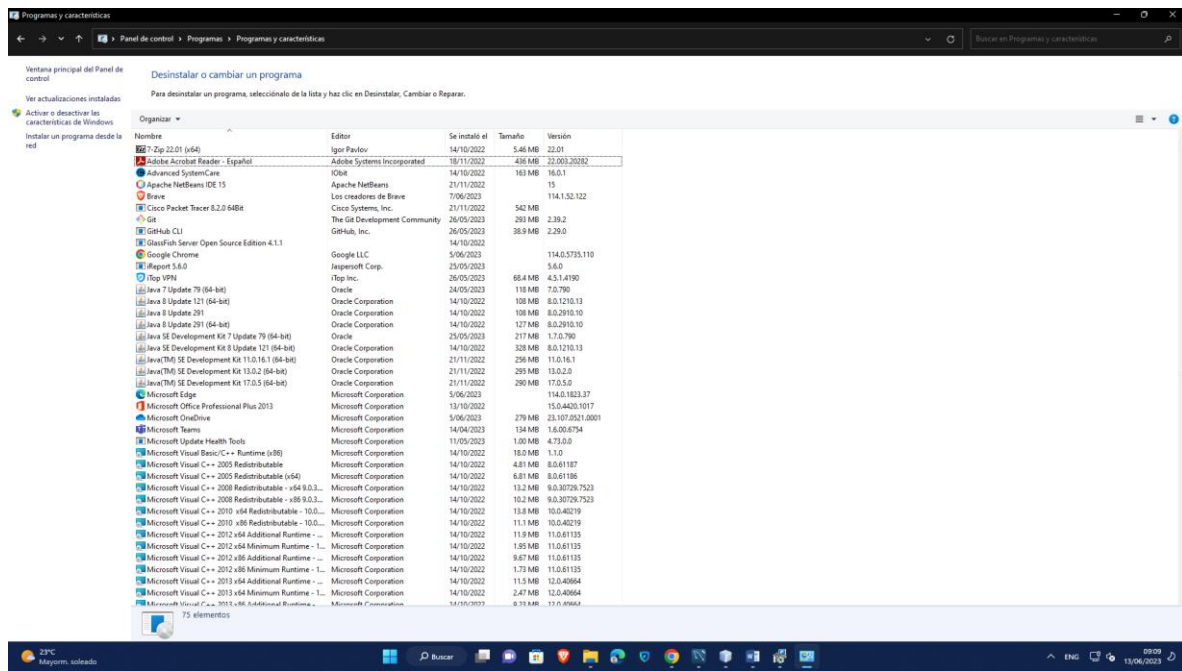 Programas y características
Panel de control > Programas > Programas y características
Buscar en Programas y características
Ventana principal del Panel de control
Ver actualizaciones instaladas
Activar o desactivar las características de Windows
Instalar un programa desde la red
Desinstalar o cambiar un programa
Para desinstalar un programa, selecciónalo de la lista y haz clic en Desinstalar, Cambiar o Reparar.
Organizar
Nombre Editor Se instaló el Tamaño Versión
7-Zip 22.01 (x64) Igor Pavlov 14/10/2022 5.46 MB 22.01
Adobe Acrobat Reader - Español Adobe Systems Incorporated 18/11/2022 436 MB 22.003.20282
Advanced SystemCare IObit 14/10/2022 163 MB 16.0.1
Apache NetBeans IDE 15 Apache NetBeans 21/11/2022 15
Brave Los creadores de Brave 7/06/2023 114.1.52.122
Cisco Packet Tracer 8.2.0 64Bit Cisco Systems, Inc. 21/11/2022 542 MB
Git The Git Development Community 26/05/2023 293 MB 2.39.2
GitHub CLI GitHub, Inc. 26/05/2023 38.9 MB 2.29.0
GlassFish Server Open Source Edition 4.1.1 14/10/2022
Google Chrome Google LLC 5/06/2023 114.0.5735.110
iReport 5.6.0 Jaspersoft Corp. 25/05/2023 5.6.0
iTop VPN iTop Inc. 26/05/2023 68.4 MB 4.5.1.4190
Java 7 Update 79 (64-bit) Oracle 24/05/2023 118 MB 7.0.790
Java 8 Update 121 (64-bit) Oracle Corporation 14/10/2022 108 MB 8.0.1210.13
Java 8 Update 291 Oracle Corporation 14/10/2022 108 MB 8.0.2910.10
Java 8 Update 291 (64-bit) Oracle Corporation 14/10/2022 127 MB 8.0.2910.10
Java SE Development Kit 7 Update 79 (64-bit) Oracle 25/05/2023 217 MB 1.7.0.790
Java SE Development Kit 8 Update 121 (64-bit) Oracle Corporation 14/10/2022 328 MB 8.0.1210.13
Java(TM) SE Development Kit 11.0.16.1 (64-bit) Oracle Corporation 21/11/2022 256 MB 11.0.16.1
Java(TM) SE Development Kit 13.0.2 (64-bit) Oracle Corporation 21/11/2022 295 MB 13.0.2.0
Java(TM) SE Development Kit 17.0.5 (64-bit) Oracle Corporation 21/11/2022 290 MB 17.0.5.0
Microsoft Edge Microsoft Corporation 5/06/2023 114.0.1823.37
Microsoft Office Professional Plus 2013 Microsoft Corporation 13/10/2022 15.0.4420.1017
Microsoft OneDrive Microsoft Corporation 5/06/2023 279 MB 23.107.0521.0001
Microsoft Teams Microsoft Corporation 14/04/2023 134 MB 1.6.00.6754
Microsoft Update Health Tools Microsoft Corporation 11/05/2023 1.00 MB 4.73.0.0
Microsoft Visual Basic/C++ Runtime (x86) Microsoft Corporation 14/10/2022 18.0 MB 1.1.0
Microsoft Visual C++ 2005 Redistributable Microsoft Corporation 14/10/2022 4.81 MB 8.0.61187
Microsoft Visual C++ 2005 Redistributable (x64) Microsoft Corporation 14/10/2022 6.81 MB 8.0.61186
Microsoft Visual C++ 2008 Redistributable - x64 9.0.3... Microsoft Corporation 14/10/2022 13.2 MB 9.0.30729.7523
Microsoft Visual C++ 2008 Redistributable - x86 9.0.3... Microsoft Corporation 14/10/2022 10.2 MB 9.0.30729.7523
Microsoft Visual C++ 2010 x64 Redistributable - 10.0.... Microsoft Corporation 14/10/2022 13.8 MB 10.0.40219
Microsoft Visual C++ 2010 x86 Redistributable - 10.0.... Microsoft Corporation 14/10/2022 11.1 MB 10.0.40219
Microsoft Visual C++ 2012 x64 Additional Runtime - ... Microsoft Corporation 14/10/2022 11.9 MB 11.0.61135
Microsoft Visual C++ 2012 x64 Minimum Runtime - 1... Microsoft Corporation 14/10/2022 1.95 MB 11.0.61135
Microsoft Visual C++ 2012 x86 Additional Runtime - ... Microsoft Corporation 14/10/2022 9.67 MB 11.0.61135
Microsoft Visual C++ 2012 x86 Minimum Runtime - 1... Microsoft Corporation 14/10/2022 1.73 MB 11.0.61135
Microsoft Visual C++ 2013 x64 Additional Runtime - ... Microsoft Corporation 14/10/2022 11.5 MB 12.0.40664
Microsoft Visual C++ 2013 x64 Minimum Runtime - 1... Microsoft Corporation 14/10/2022 2.47 MB 12.0.40664
Microsoft Visual C++ 2013 x86 Additional Runtime - Microsoft Corporation 14/10/2022 9.23 MB 12.0.40664
75 elementos
23°C
Mayorm. soleado
Buscar
ENG
09:09
13/06/2023